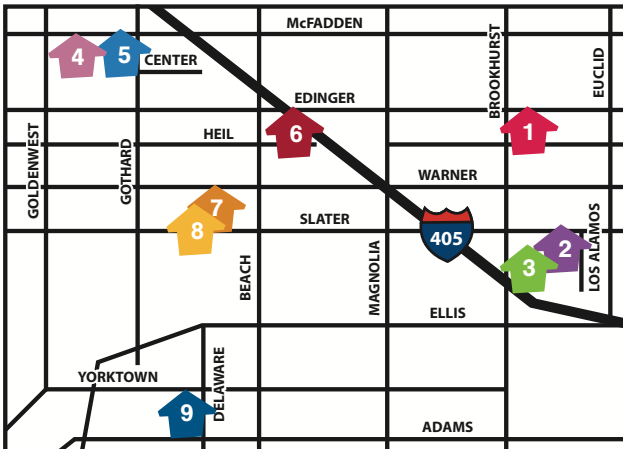 McFADDEN
4
5
CENTER
BROOKHURST
EUCLID
EDINGER
6
1
HEIL
GOLDENWEST
GOTHARD
WARNER
7
8
SLATER
405
2
3
LOS ALAMOS
BEACH
MAGNOLIA
ELLIS
YORKTOWN
DELAWARE
9
ADAMS